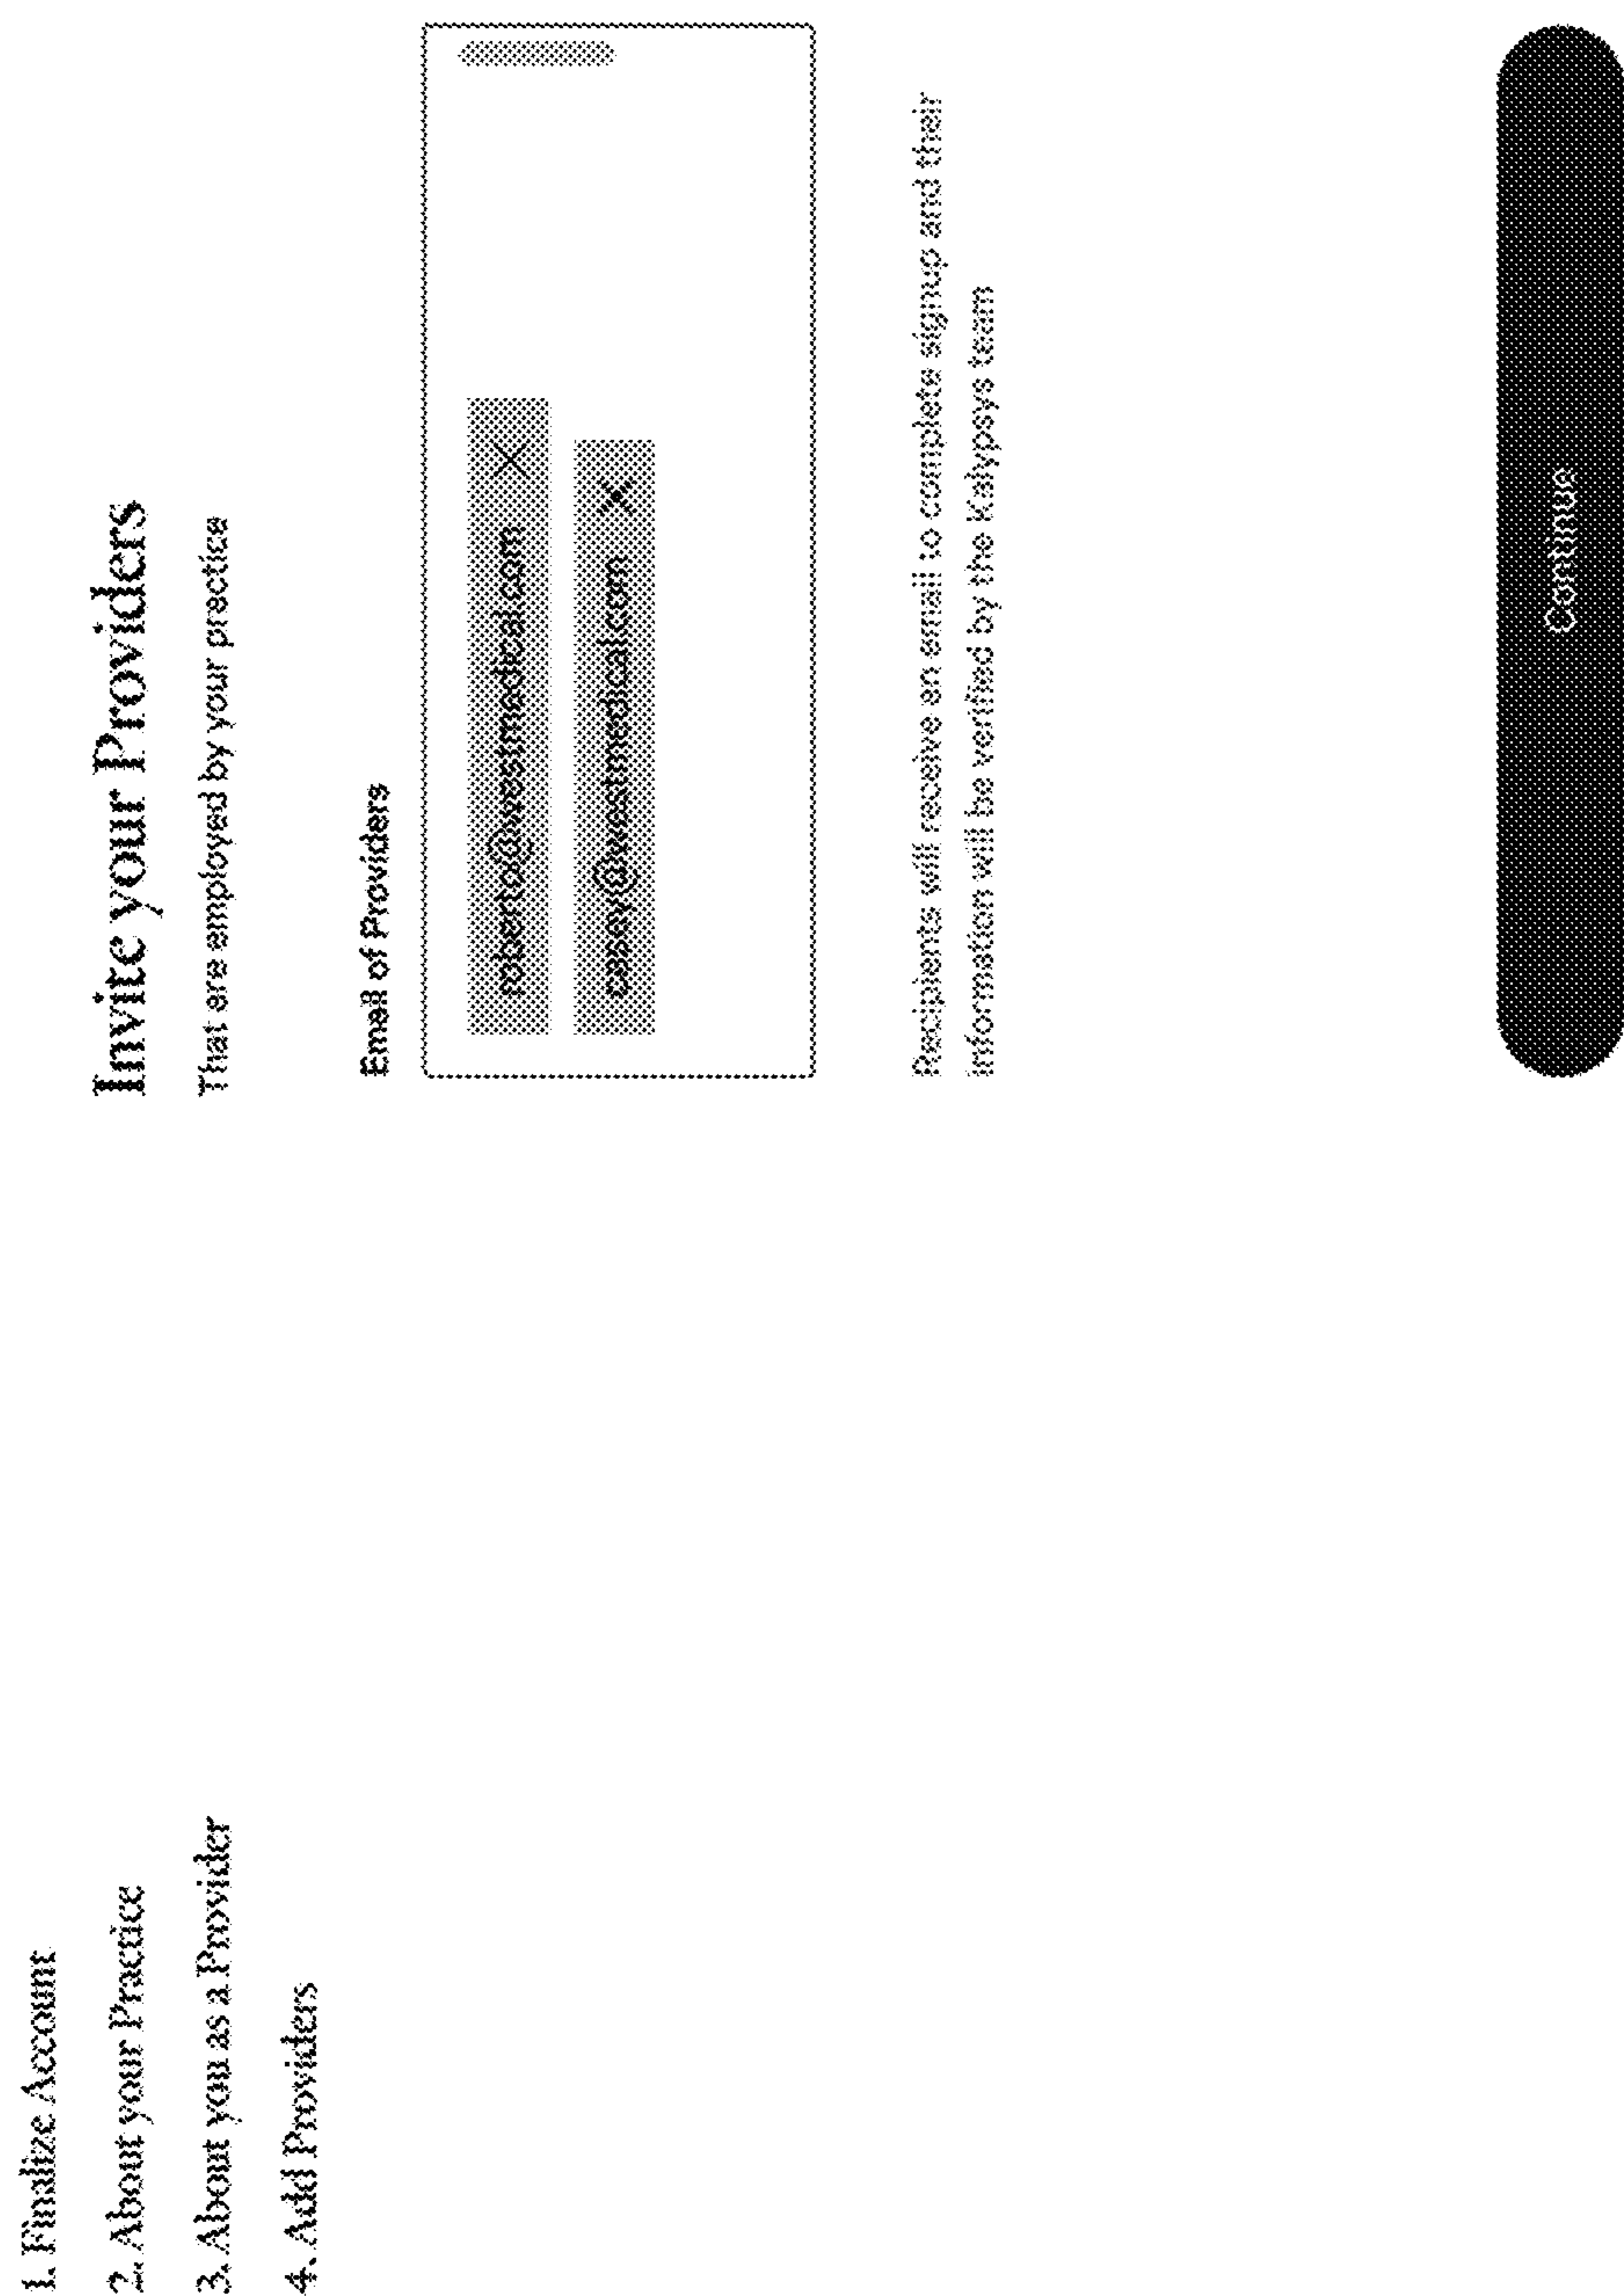 1. Finalize Account
2. About your Practice
3. About you as a Provider
4. Add Providers
Invite your Providers
That are employed by your practice
Email of Providers
roberto@westmedical.com X
casey@westmedical.com X
Recipients will receive an email to complete signup and their
information will be verified by the Kalypsys team
Continue